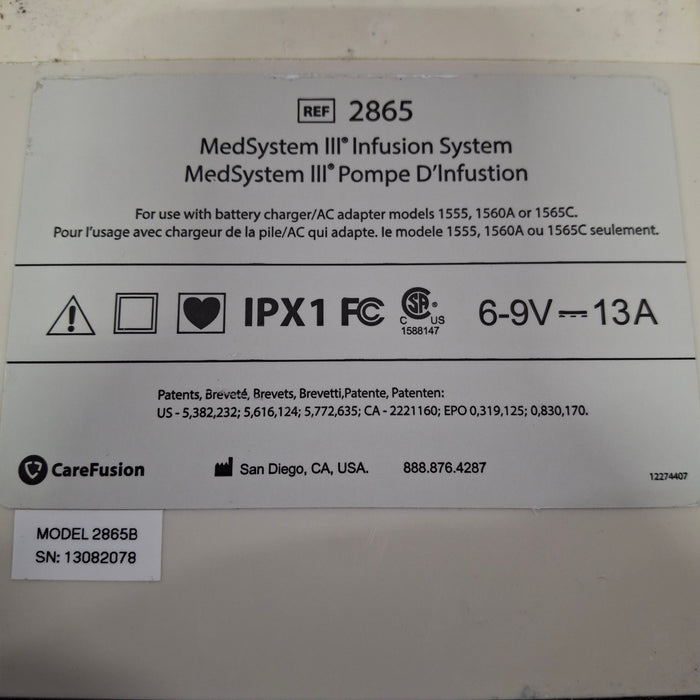 REF 2865
MedSystem III® Infusion System
MedSystem III® Pompe D'Infustion
For use with battery charger/AC adapter models 1555, 1560A or 1565C.
Pour l'usage avec chargeur de la pile/AC qui adapte. le modele 1555, 1560A ou 1565C seulement.
IPX1 FC CSA® C US 1588147 6-9V 13A
Patents, Breveté, Brevets, Brevetti,Patente, Patenten:
US - 5,382,232; 5,616,124; 5,772,635; CA - 2221160; EPO 0,319,125; 0,830,170.
CareFusion San Diego, CA, USA. 888.876.4287
12274407
MODEL 2865B
SN: 13082078